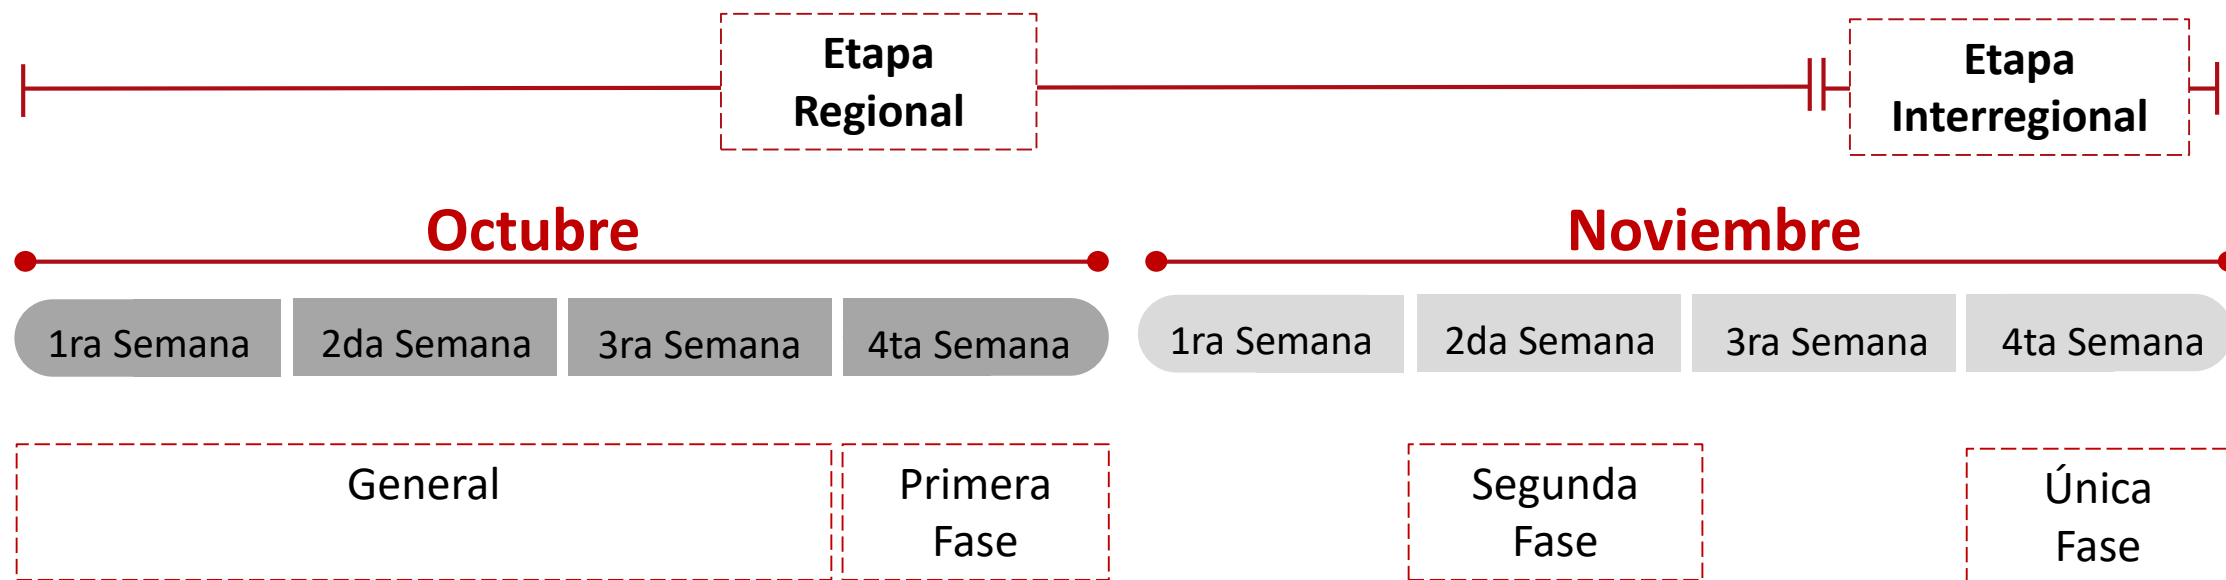 Etapa
Regional
Etapa
Interregional
Octubre
Noviembre
1ra Semana
2da Semana
3ra Semana
4ta Semana
1ra Semana
2da Semana
3ra Semana
4ta Semana
General
Primera
Fase
Segunda
Fase
Única
Fase